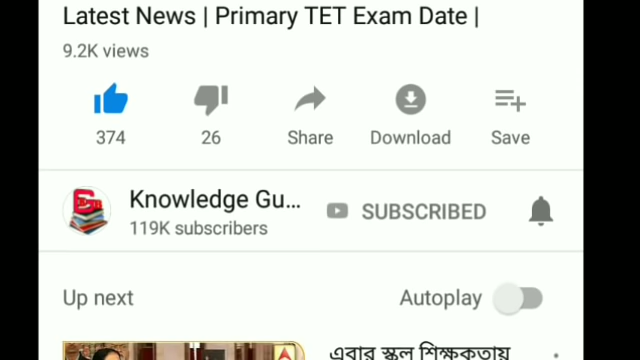 Latest News | Primary TET Exam Date |
9.2K views
374
26
Share
Download
Save
Knowledge Gu...
119K subscribers
SUBSCRIBED
Up next
Autoplay
এবার স্কুল শিক্ষকতায়